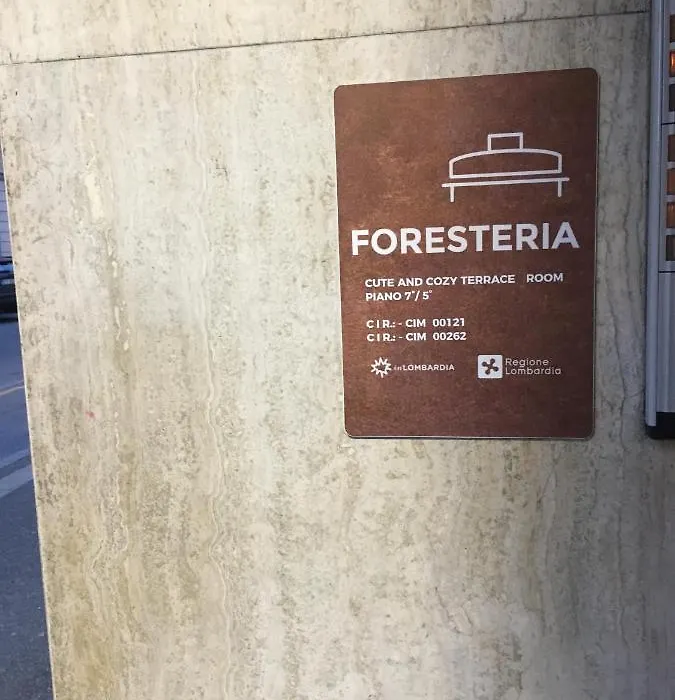 FORESTERIA
CUTE AND COZY TERRACE ROOM
PIANO 7°/ 5°
C I R.: - CIM 00121
C I R.: - CIM 00262
inLOMBARDIA
Regione
Lombardia